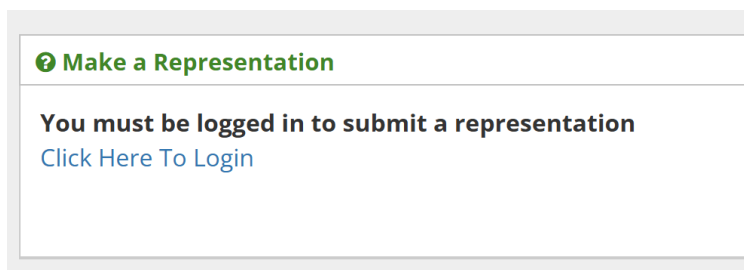 Make a Representation
You must be logged in to submit a representation
Click Here To Login